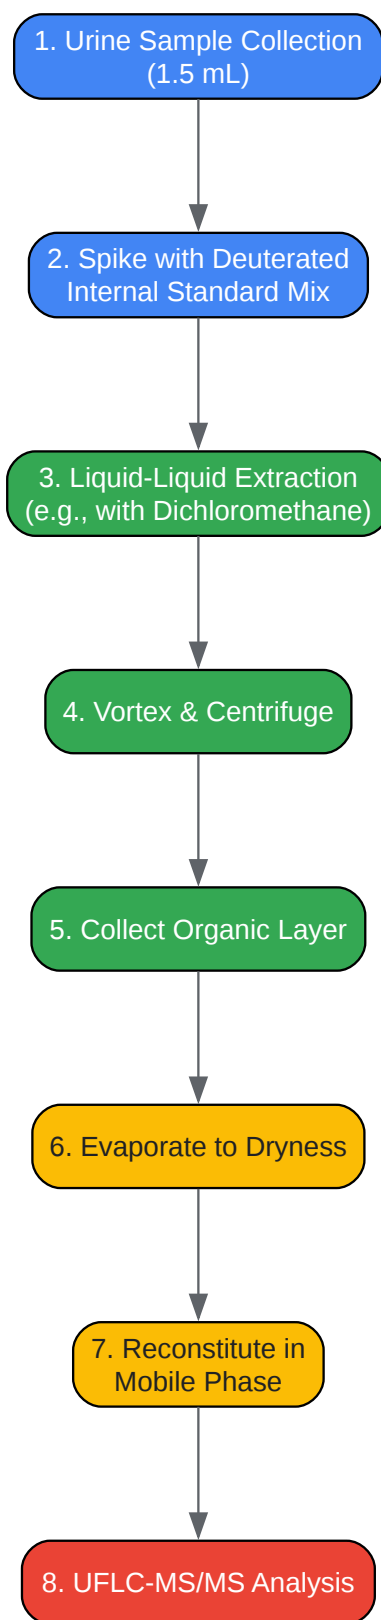 1. Urine Sample Collection
(1.5 mL)
2. Spike with Deuterated
Internal Standard Mix
3. Liquid-Liquid Extraction
(e.g., with Dichloromethane)
4. Vortex & Centrifuge
5. Collect Organic Layer
6. Evaporate to Dryness
7. Reconstitute in
Mobile Phase
8. UFLC-MS/MS Analysis